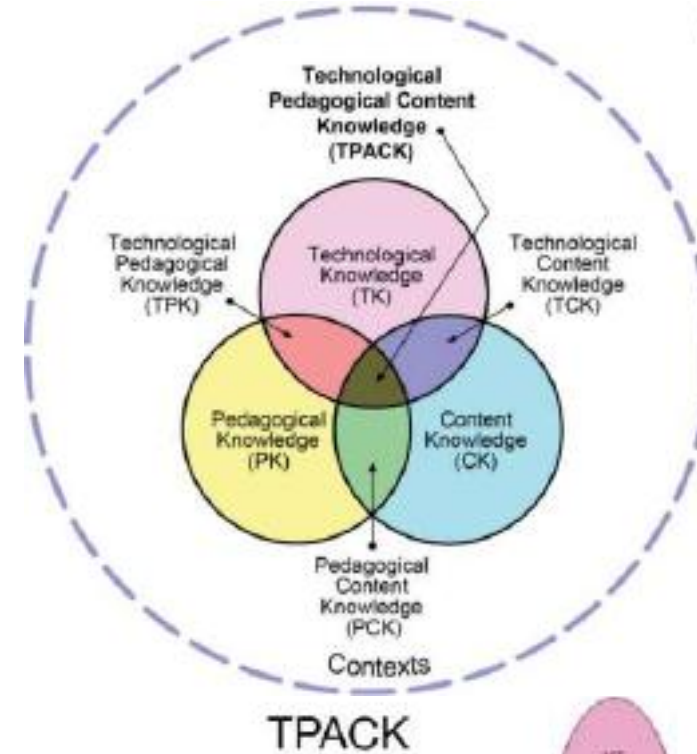 Technological
Pedagogical Content
Knowledge
(TPACK)
Technological
Pedagogical
Knowledge
(TPK)
Technological
Knowledge
(TK)
Technological
Content
Knowledge
(TCK)
Pedagogical
Knowledge
(PK)
Content
Knowledge
(CK)
Pedagogical
Content
Knowledge
(PCK)
Contexts
TPACK